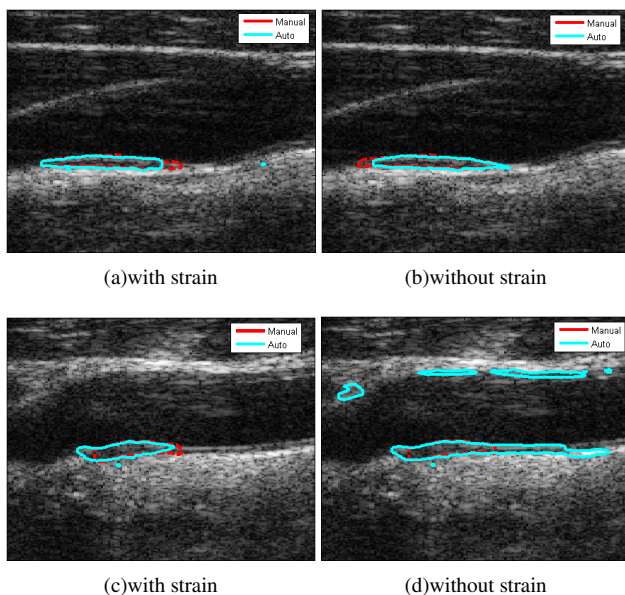 Manual
Auto
Manual
Auto
(a)with strain
(b)without strain
Manual
Auto
Manual
Auto
(c)with strain
(d)without strain